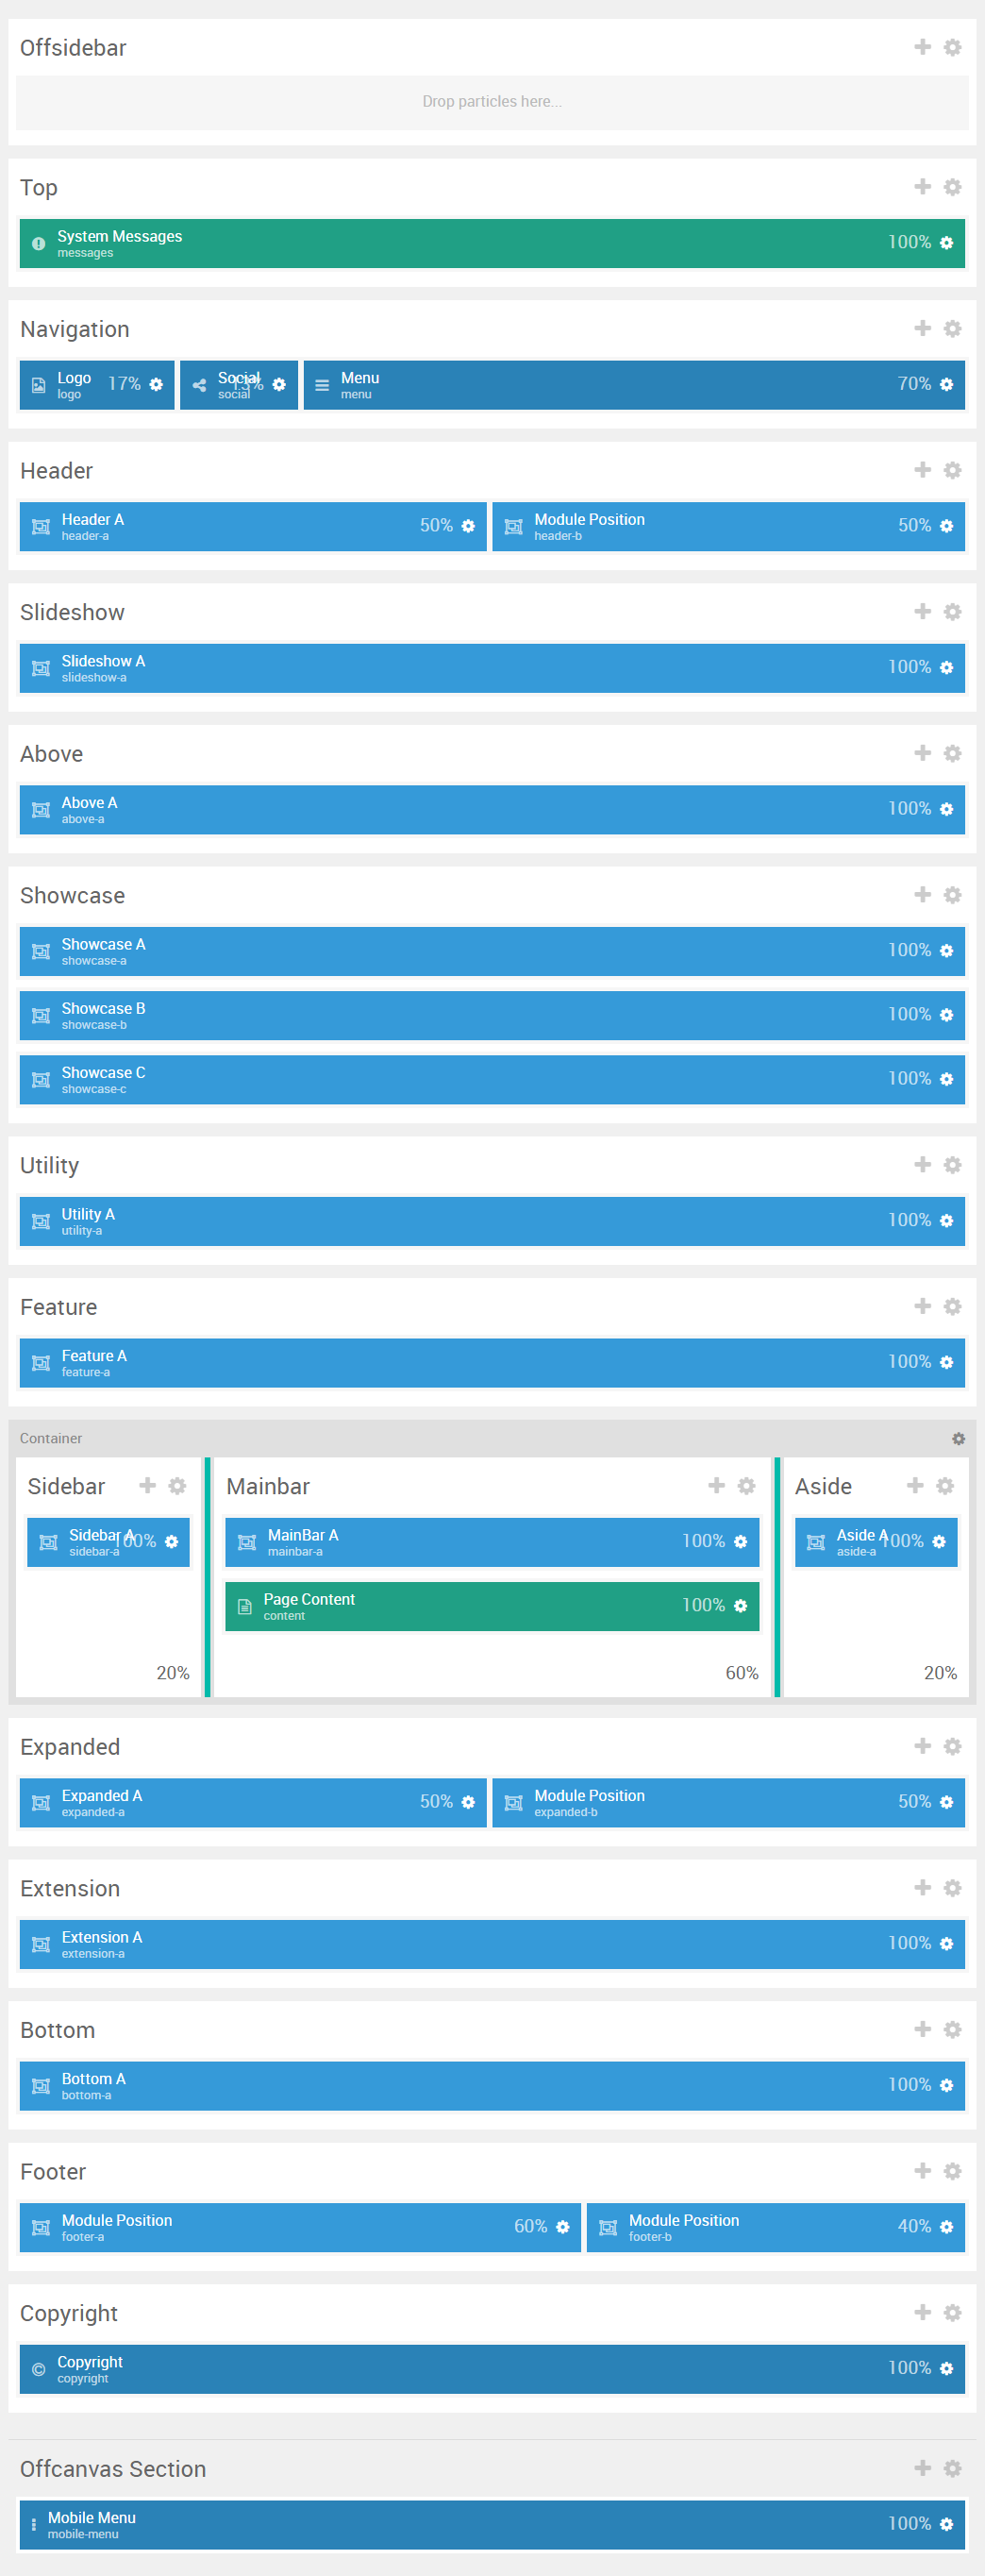 Offsidebar
Drop particles here...
Top
System Messages
messages
100%
Navigation
Logo
logo
17%
Social
social
13%
Menu
menu
70%
Header
Header A
header-a
50%
Module Position
header-b
50%
Slideshow
Slideshow A
slideshow-a
100%
Above
Above A
above-a
100%
Showcase
Showcase A
showcase-a
100%
Showcase B
showcase-b
100%
Showcase C
showcase-c
100%
Utility
Utility A
utility-a
100%
Feature
Feature A
feature-a
100%
Container
Sidebar
Sidebar A
sidebar-a
100%
20%
Mainbar
MainBar A
mainbar-a
100%
Page Content
content
100%
60%
Aside
Aside A
aside-a
100%
20%
Expanded
Expanded A
expanded-a
50%
Module Position
expanded-b
50%
Extension
Extension A
extension-a
100%
Bottom
Bottom A
bottom-a
100%
Footer
Module Position
footer-a
60%
Module Position
footer-b
40%
Copyright
Copyright
copyright
100%
Offcanvas Section
Mobile Menu
mobile-menu
100%